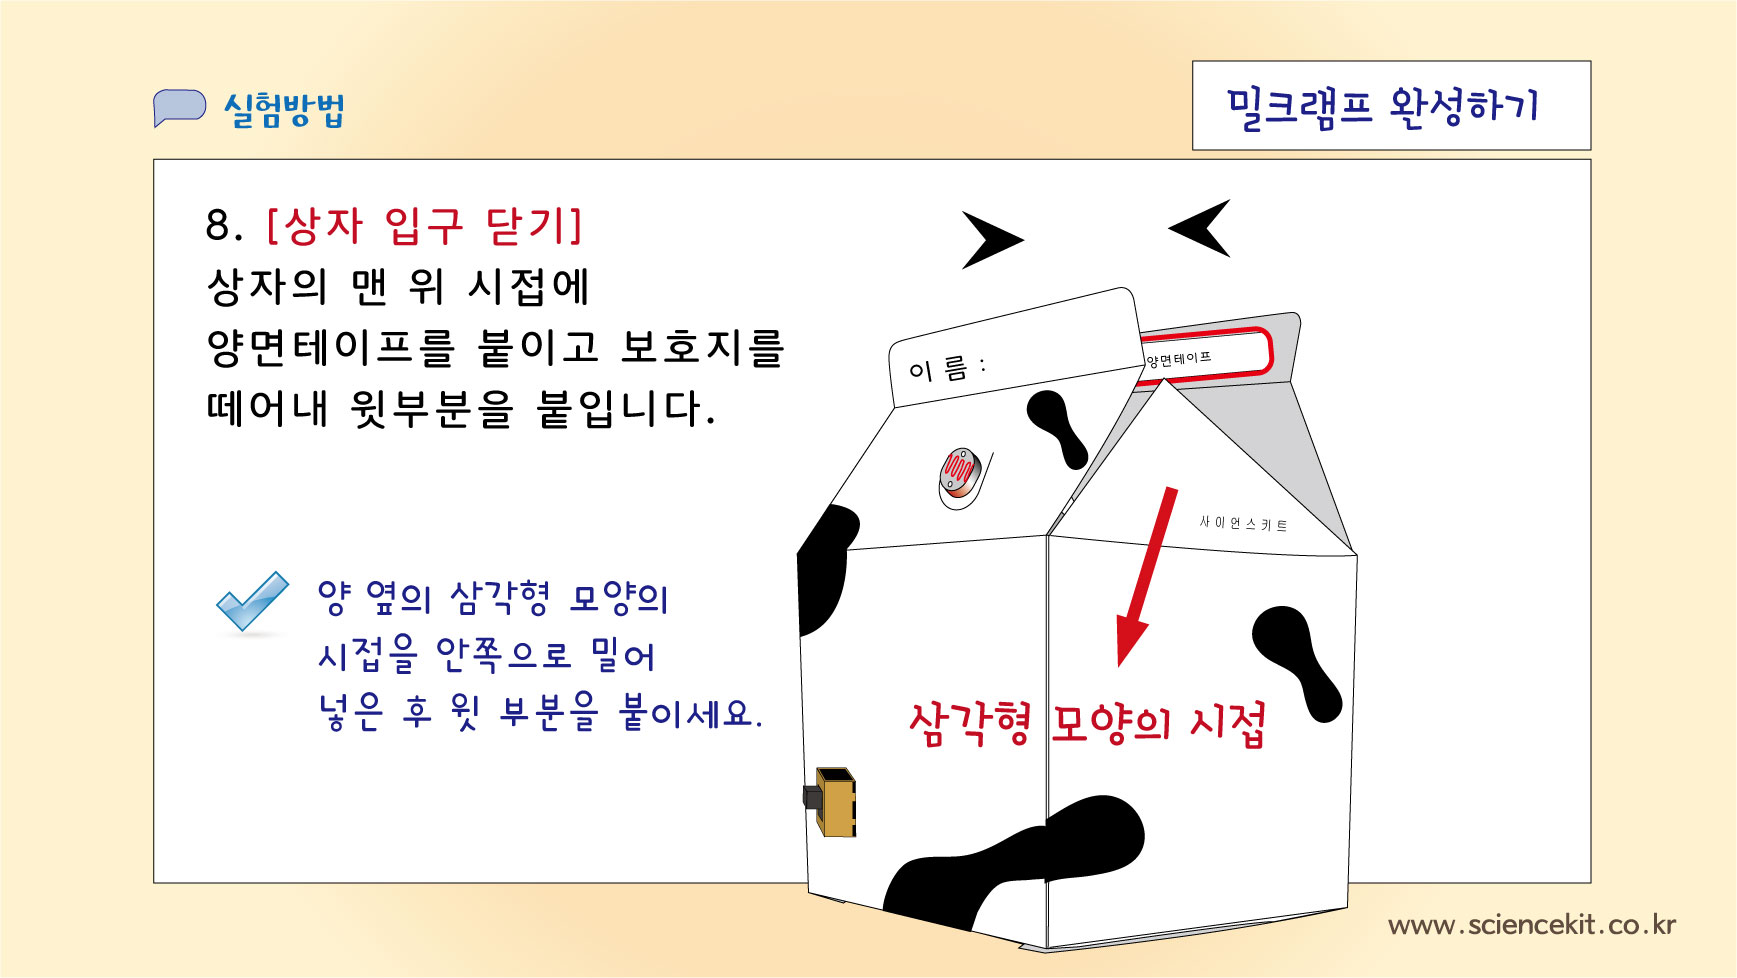 실험방법
밀크램프 완성하기
8. [상자 입구 닫기]
상자의 맨 위 시접에
양면테이프를 붙이고 보호지를
떼어내 윗부분을 붙입니다.
양 옆의 삼각형 모양의
시접을 안쪽으로 밀어
넣은 후 윗 부분을 붙이세요.
이 름 :
양면테이프
사이언스키트
삼각형 모양의 시접
www.sciencekit.co.kr